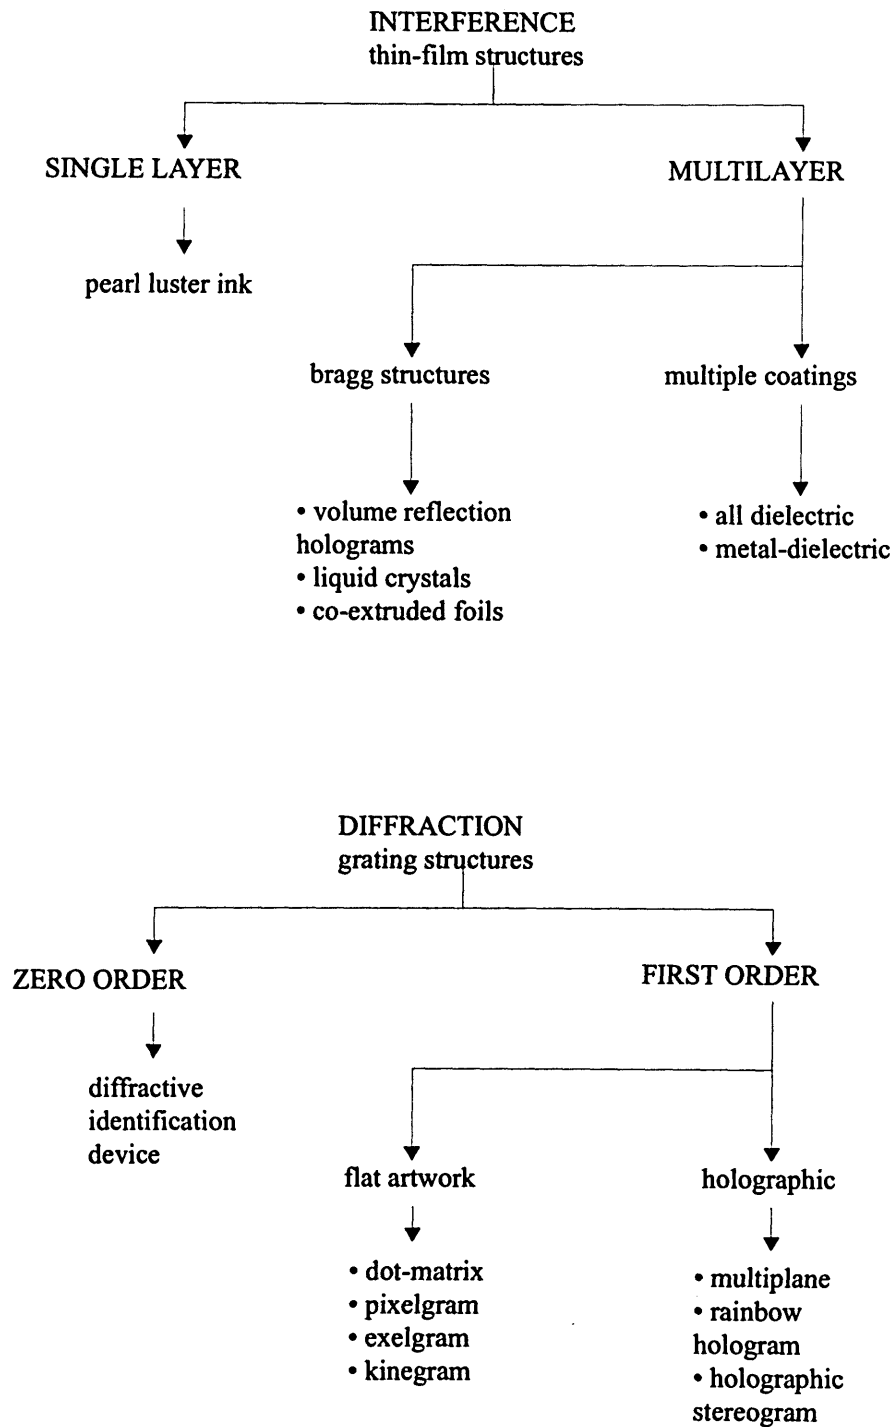 INTERFERENCE
thin-film structures
SINGLE LAYER
MULTILAYER
pearl luster ink
bragg structures
multiple coatings
• volume reflection
holograms
• liquid crystals
• co-extruded foils
• all dielectric
• metal-dielectric
DIFFRACTION
grating structures
ZERO ORDER
FIRST ORDER
diffractive
identification
device
flat artwork
holographic
• dot-matrix
• pixelgram
• exelgram
• kinegram
• multiplane
• rainbow
hologram
• holographic
stereogram